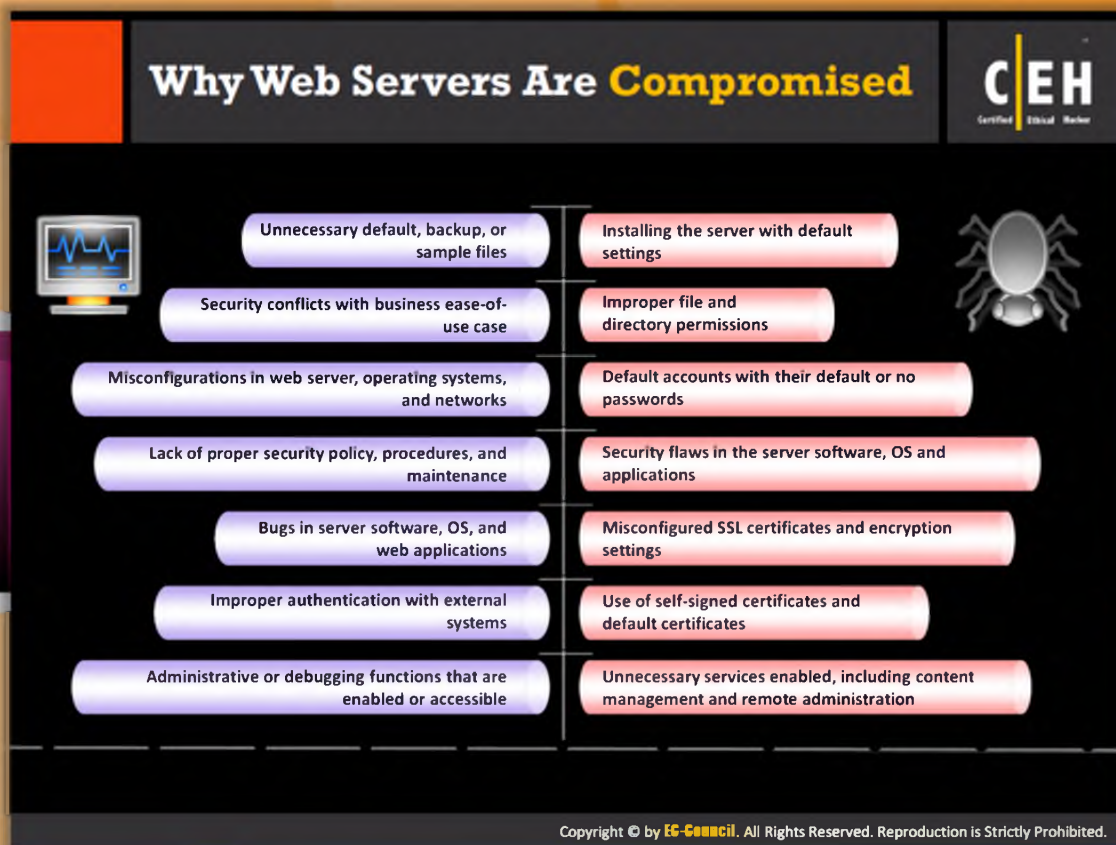 Why Web Servers Are Compromised
C|EH
Certified Ethical Hacker
Unnecessary default, backup, or
sample files
Security conflicts with business ease-of-
use case
Misconfigurations in web server, operating systems,
and networks
Lack of proper security policy, procedures, and
maintenance
Bugs in server software, OS, and
web applications
Improper authentication with external
systems
Administrative or debugging functions that are
enabled or accessible
Installing the server with default
settings
Improper file and
directory permissions
Default accounts with their default or no
passwords
Security flaws in the server software, OS and
applications
Misconfigured SSL certificates and encryption
settings
Use of self-signed certificates and
default certificates
Unnecessary services enabled, including content
management and remote administration
Copyright © by EC-Council. All Rights Reserved. Reproduction is Strictly Prohibited.